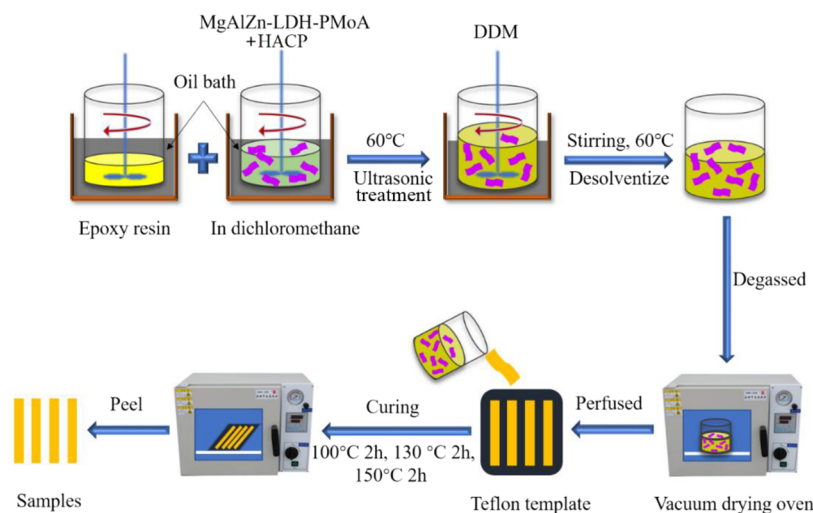 MgAlZn-LDH-PMoA
+HACP
DDM
Oil bath
60℃
Ultrasonic
treatment
Stirring, 60℃
Desolventize
Epoxy resin
In dichloromethane
Degassed
Peel
Curing
100°C 2h, 130 °C 2h,
150°C 2h
Perfused
Samples
Teflon template
Vacuum drying oven